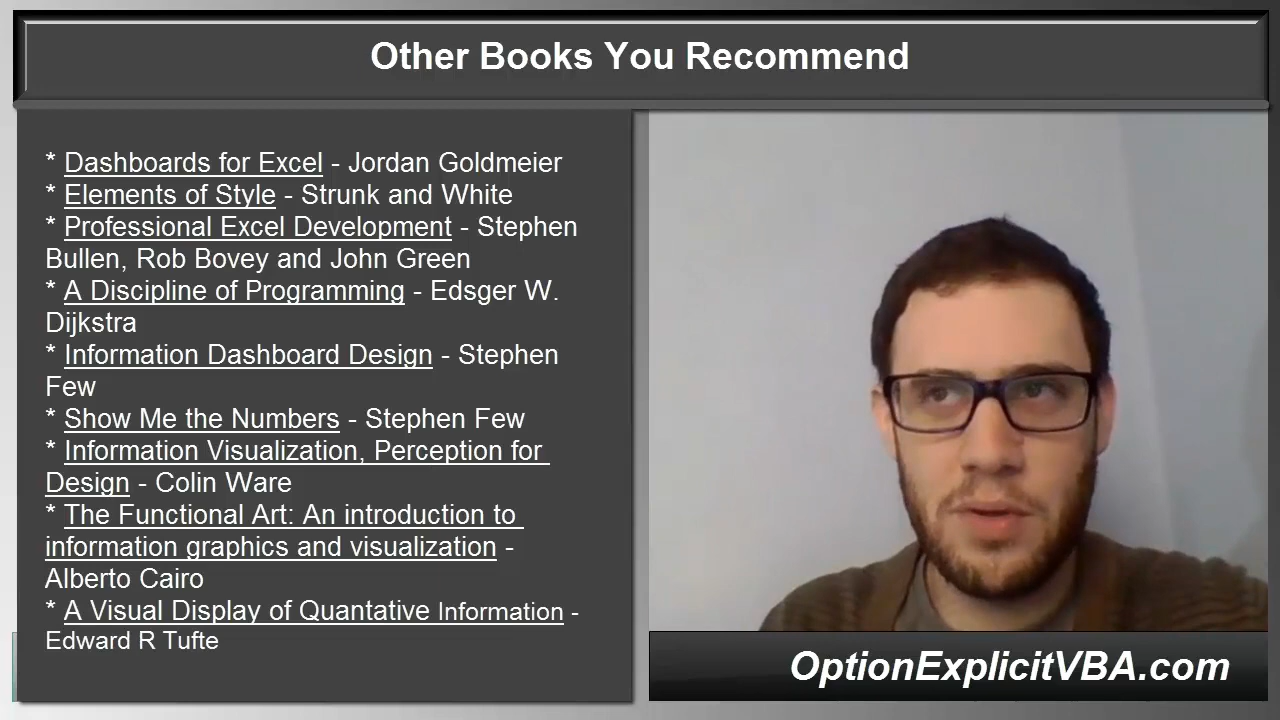 Other Books You Recommend
* Dashboards for Excel - Jordan Goldmeier
* Elements of Style - Strunk and White
* Professional Excel Development - Stephen
Bullen, Rob Bovey and John Green
* A Discipline of Programming - Edsger W.
Dijkstra
* Information Dashboard Design - Stephen
Few
* Show Me the Numbers - Stephen Few
* Information Visualization, Perception for
Design - Colin Ware
* The Functional Art: An introduction to
information graphics and visualization -
Alberto Cairo
* A Visual Display of Quantative Information -
Edward R Tufte
OptionExplicitVBA.com